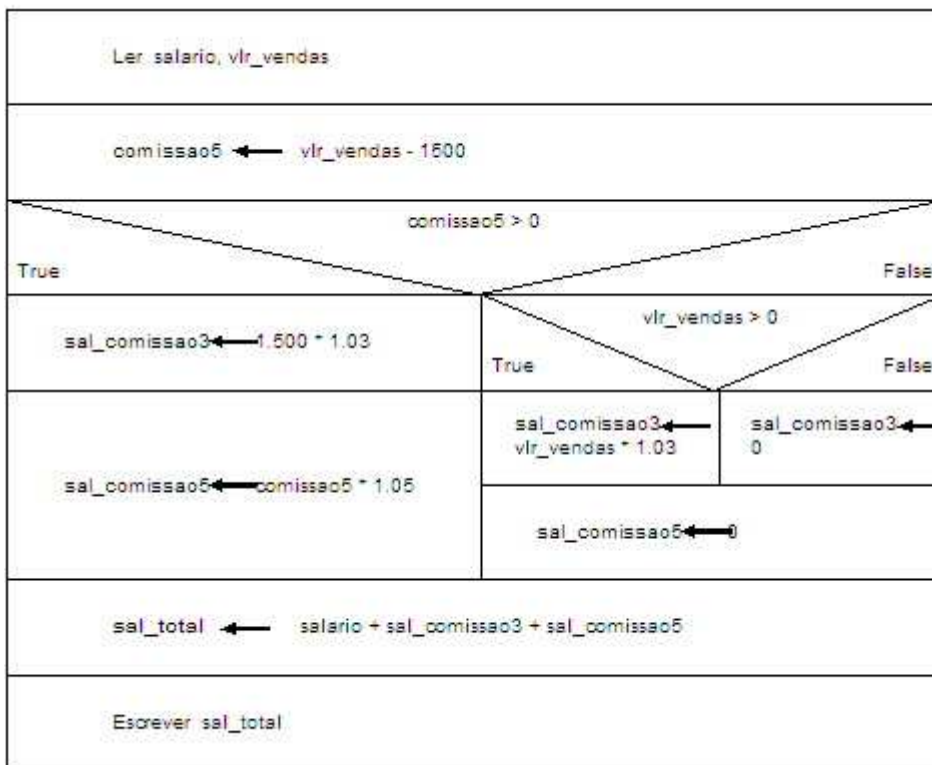 Ler salario, vlr_vendas
comissao5 ← vlr_vendas - 1500
comissao5 > 0
True
False
sal_comissao3 ← 1.500 * 1.03
vlr_vendas > 0
True
False
sal_comissao3 ←
vlr_vendas * 1.03
sal_comissao3 ←
0
sal_comissao5 ← comissao5 * 1.05
sal_comissao5 ← 0
sal_total ← salario + sal_comissao3 + sal_comissao5
Escrever sal_total